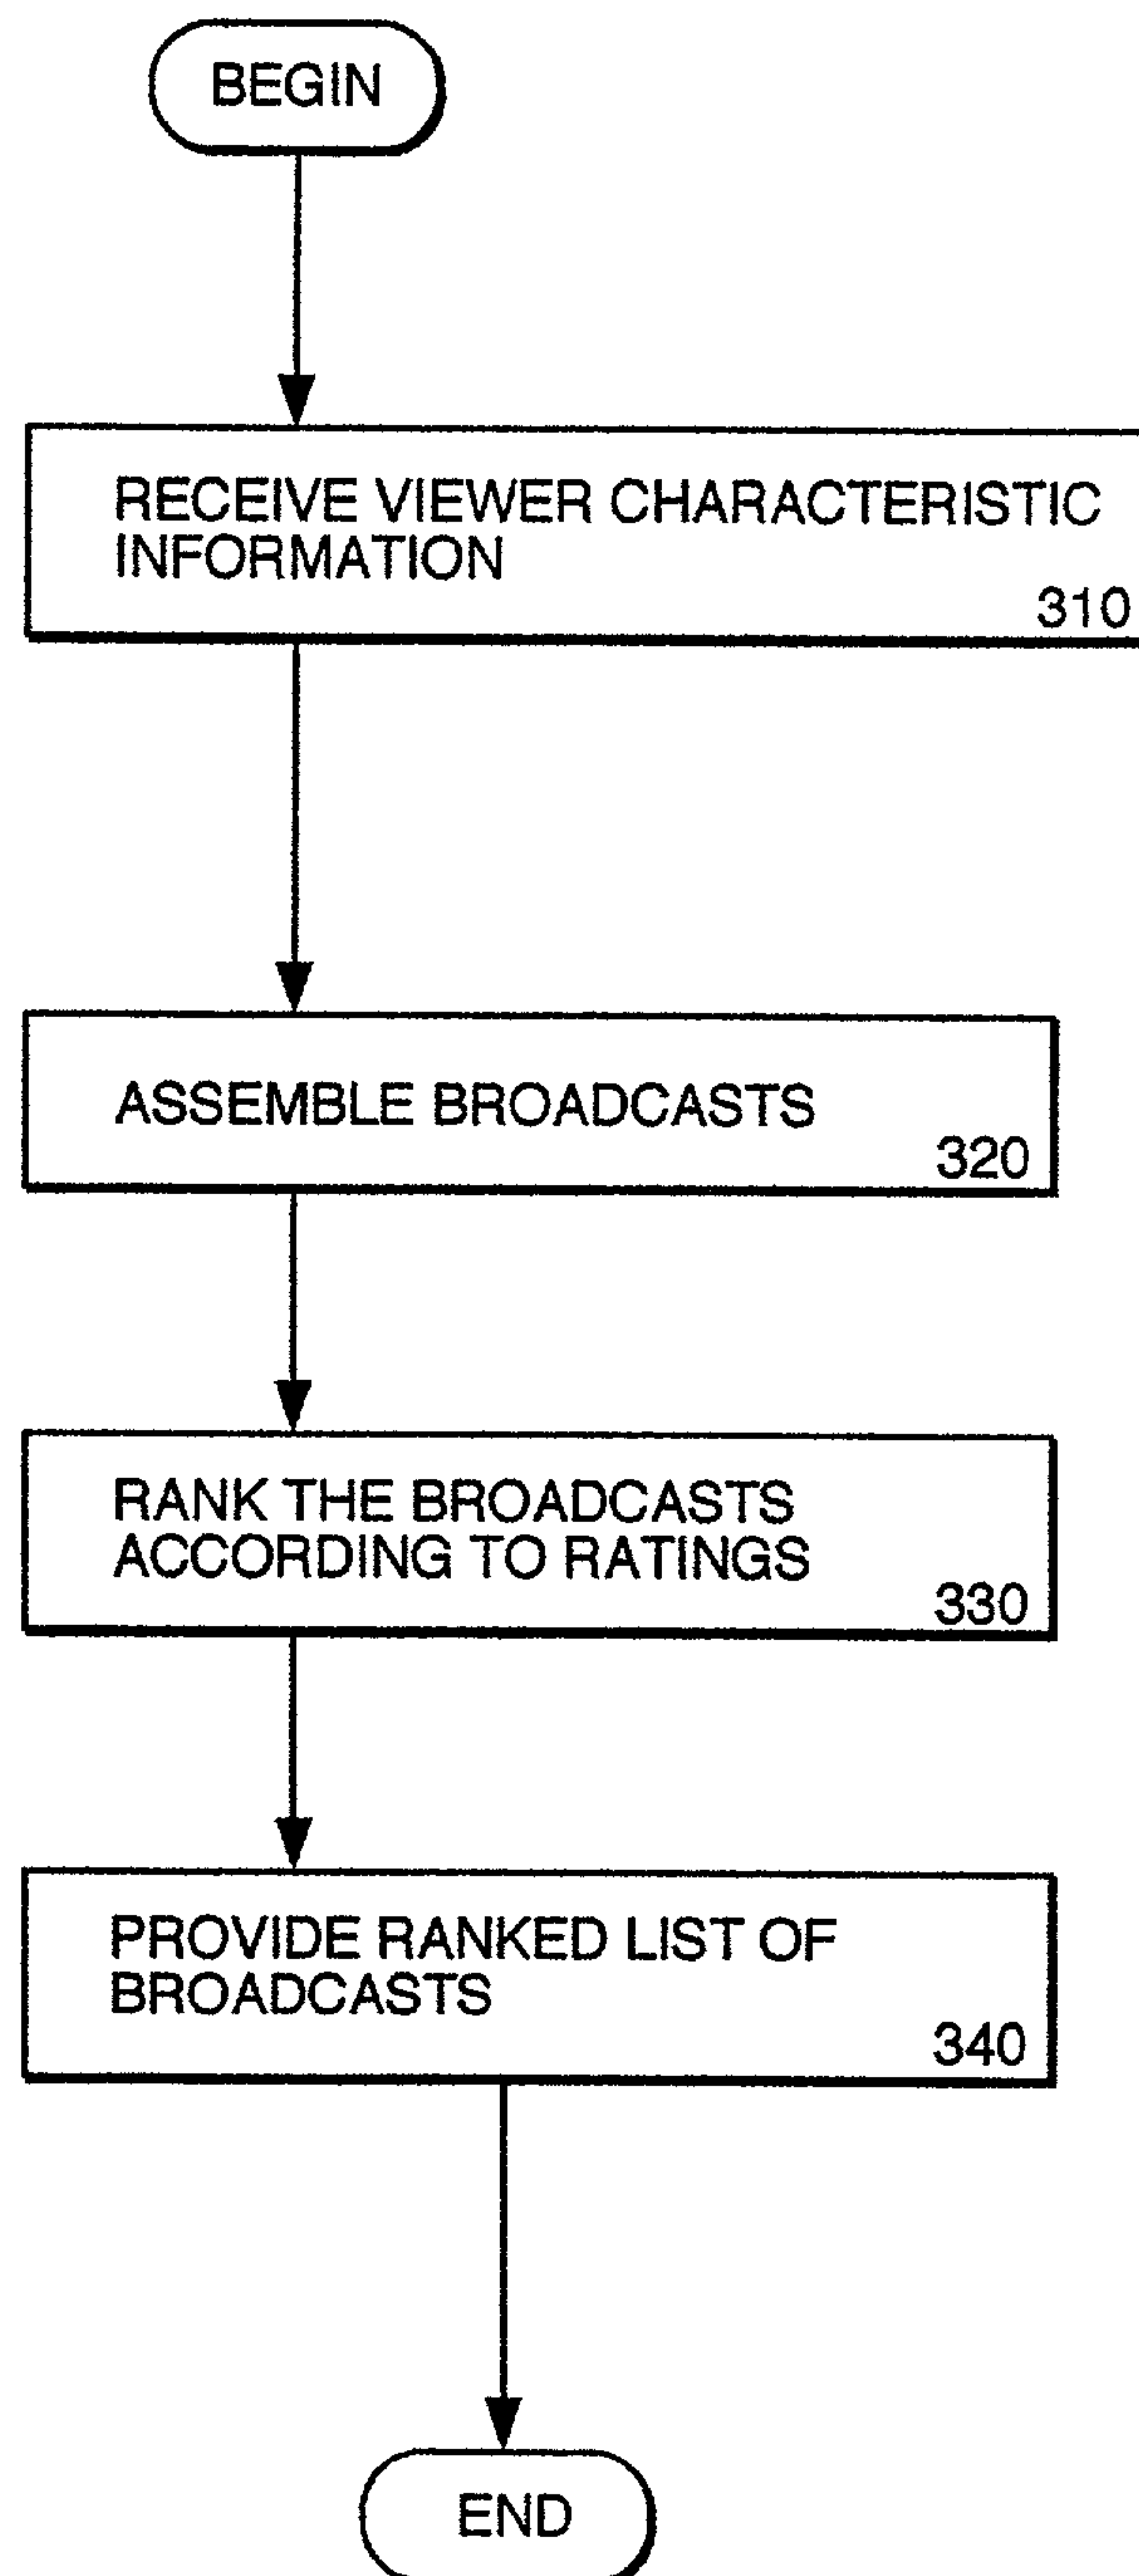 BEGIN
RECEIVE VIEWER CHARACTERISTIC
INFORMATION
310
ASSEMBLE BROADCASTS
320
RANK THE BROADCASTS
ACCORDING TO RATINGS
330
PROVIDE RANKED LIST OF
BROADCASTS
340
END